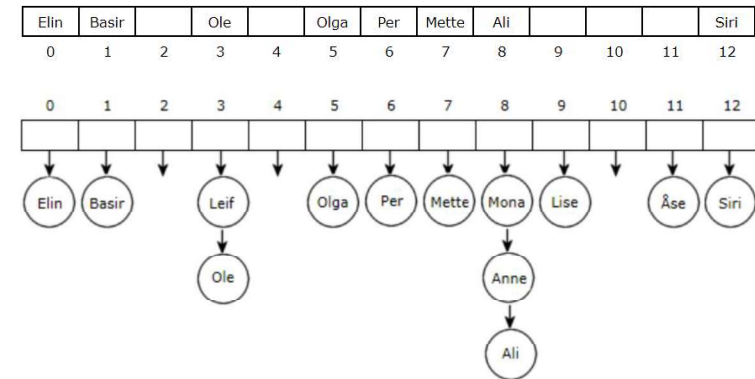 Elin Basir Ole Olga Per Mette Ali Siri
0 1 2 3 4 5 6 7 8 9 10 11 12
0 1 2 3 4 5 6 7 8 9 10 11 12
Elin Basir Leif Olga Per Mette Mona Lise Åse Siri
Ole Anne
Ali